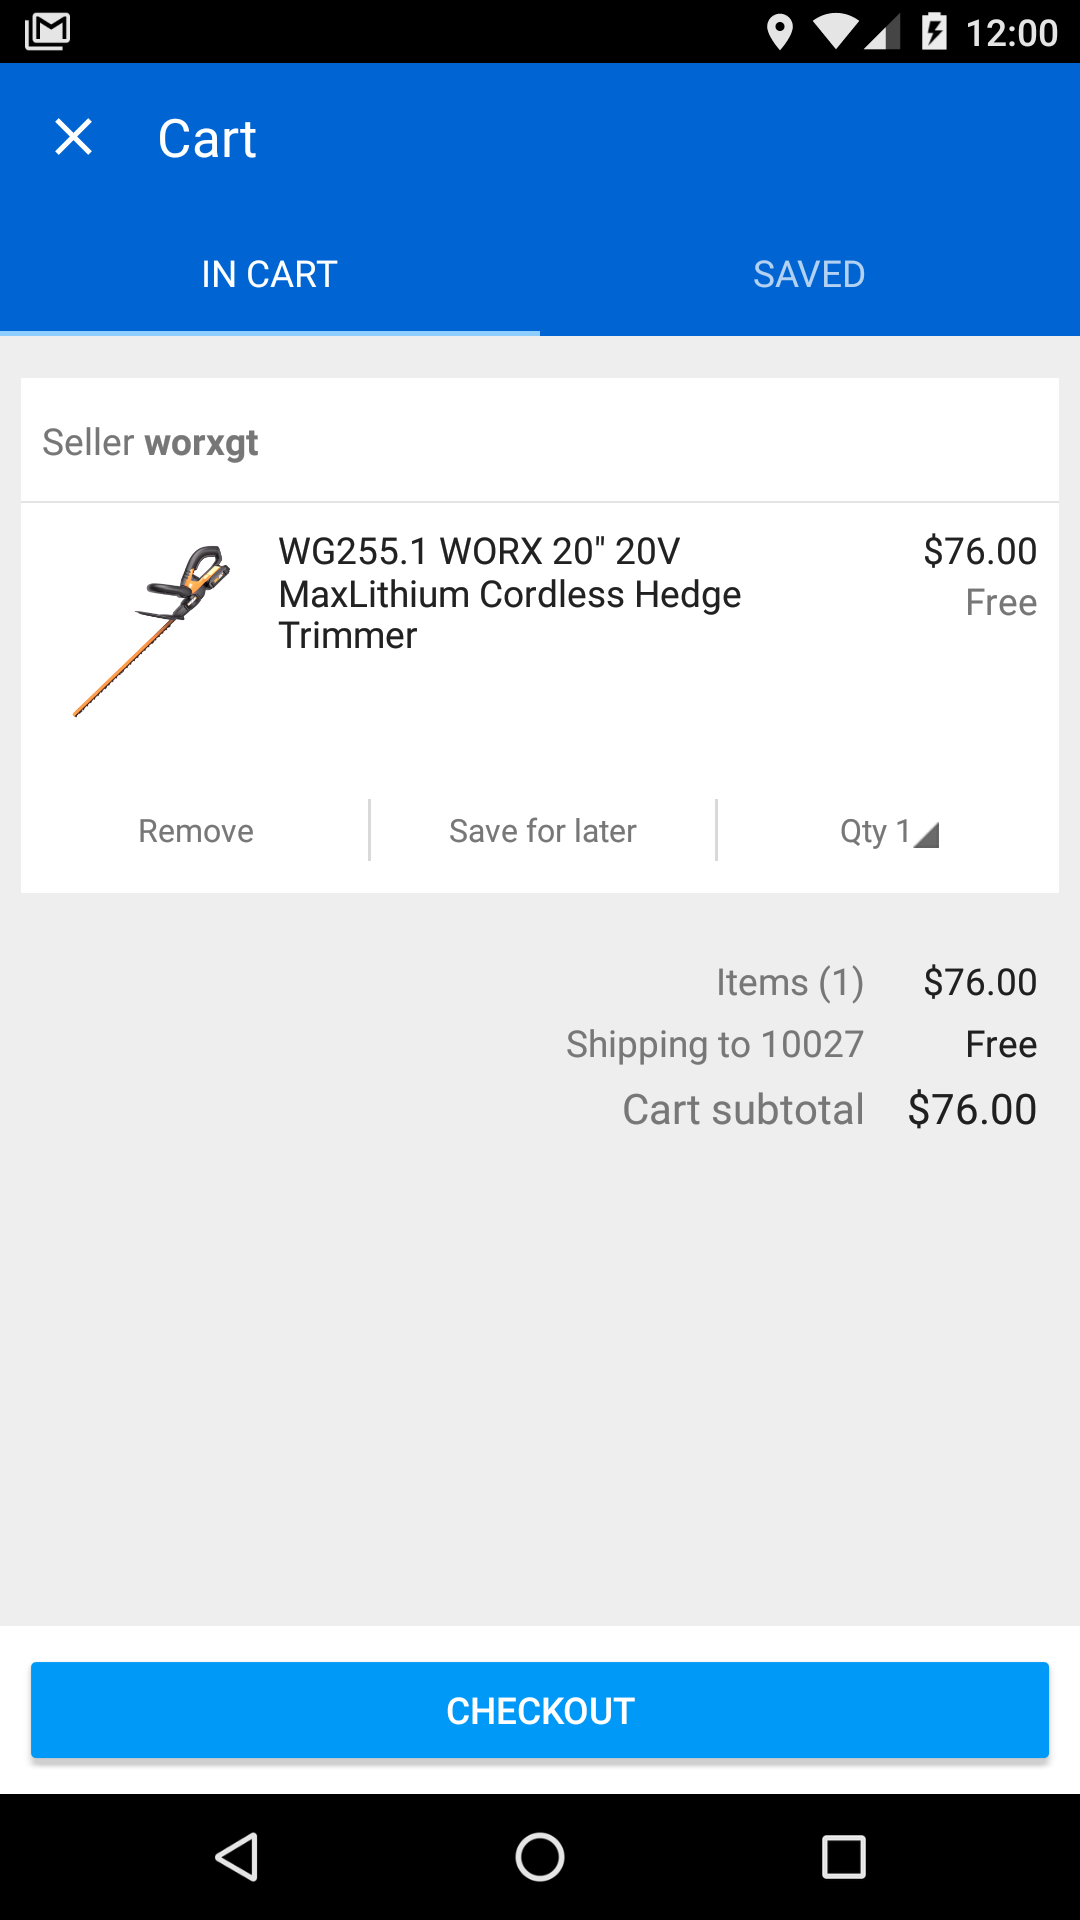 12:00
Cart
IN CART
SAVED
Seller worxgt
WG255.1 WORX 20" 20V
MaxLithium Cordless Hedge
Trimmer
$76.00
Free
Remove
Save for later
Qty 1
Items (1)
$76.00
Shipping to 10027
Free
Cart subtotal
$76.00
CHECKOUT